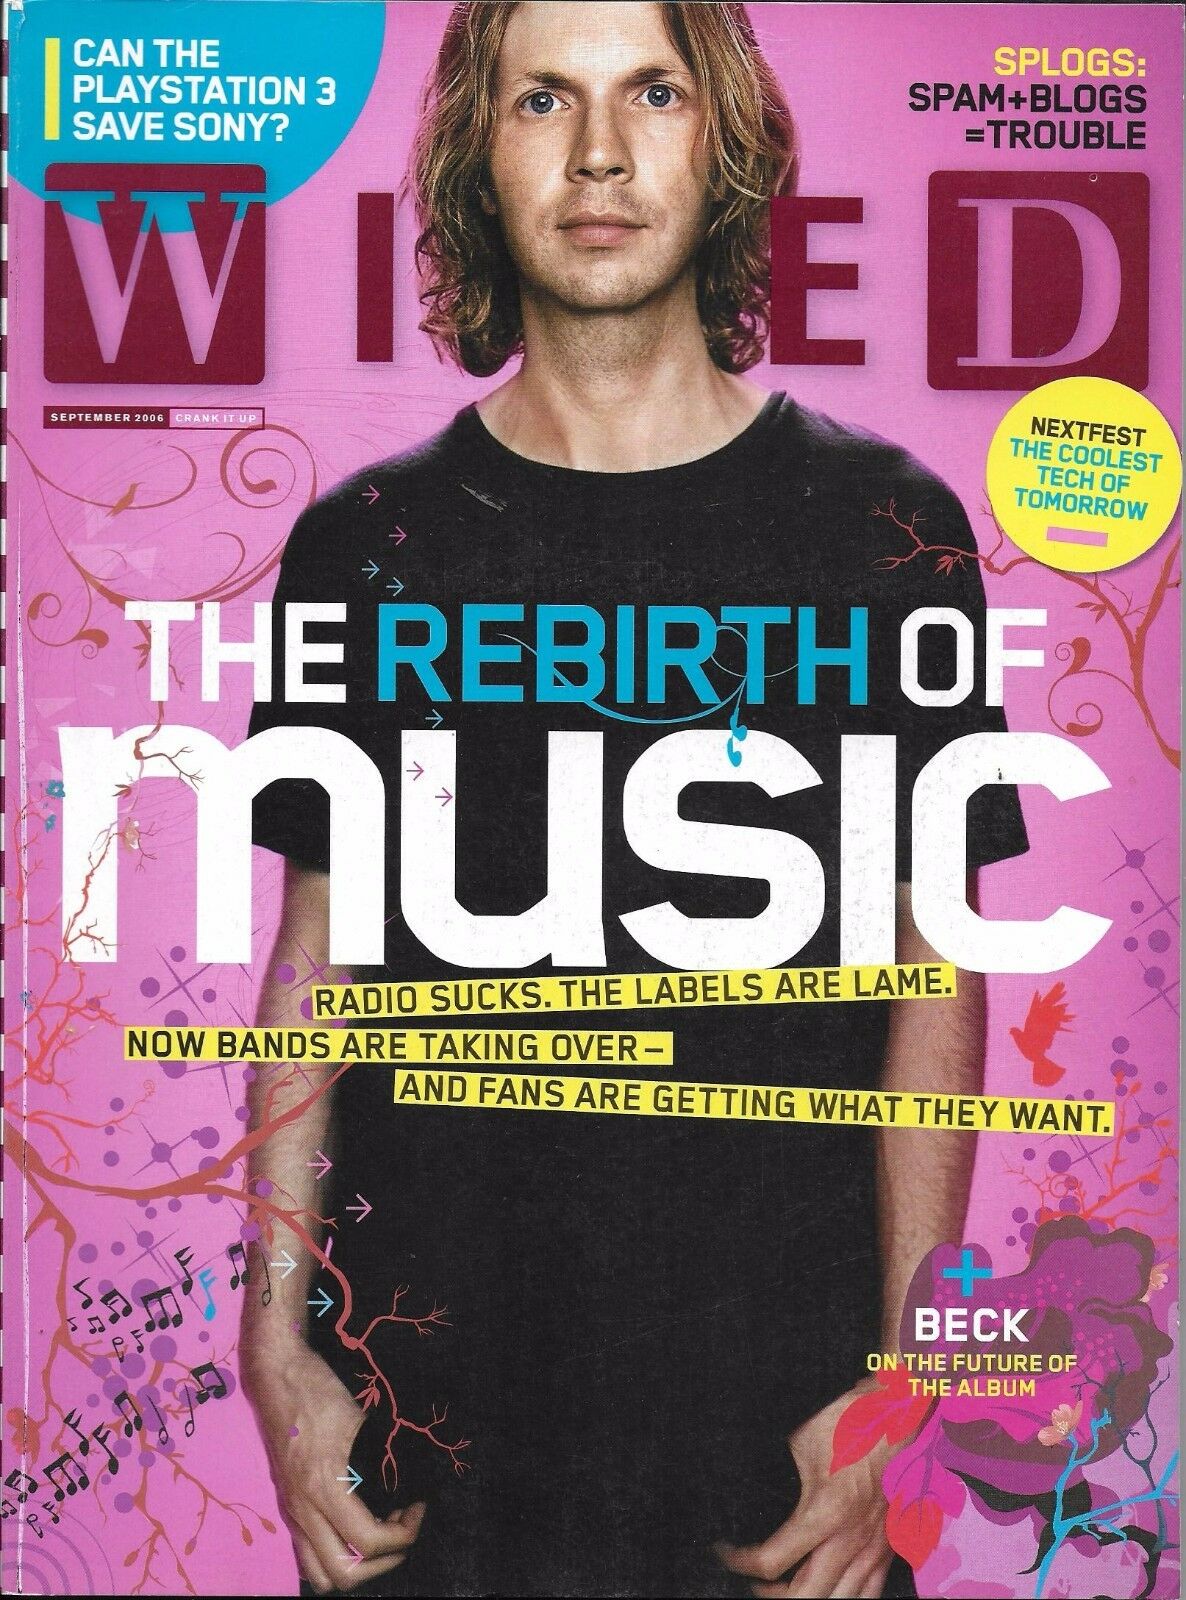 CAN THE
PLAYSTATION 3
SAVE SONY?
SPLOGS:
SPAM+BLOGS
=TROUBLE
WI ED
SEPTEMBER 2006 CRANK IT UP
NEXTFEST
THE COOLEST
TECH OF
TOMORROW
THE REBIRTH OF
music
RADIO SUCKS. THE LABELS ARE LAME.
NOW BANDS ARE TAKING OVER–
AND FANS ARE GETTING WHAT THEY WANT.
+
BECK
ON THE FUTURE OF
THE ALBUM